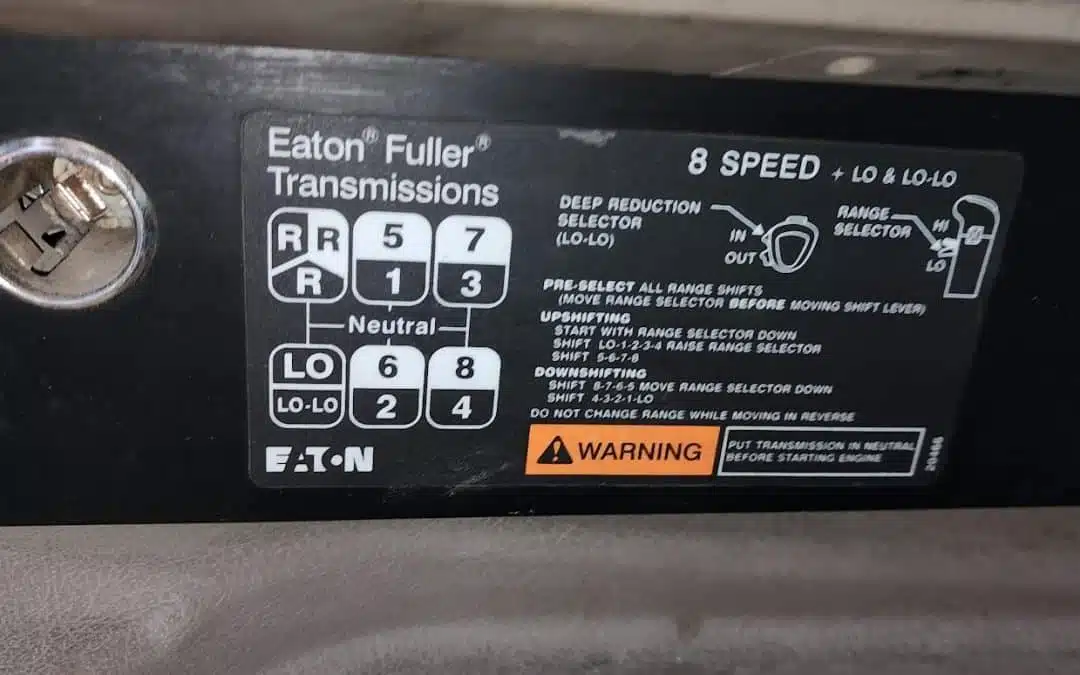 Eaton® Fuller®
Transmissions
R R 5 7
R 1 3
Neutral
LO 6 8
LO-LO 2 4
EATON
8 SPEED + LO & LO-LO
DEEP REDUCTION
SELECTOR
(LO-LO)
IN
OUT
RANGE
SELECTOR
HI
LO
PRE-SELECT ALL RANGE SHIFTS
(MOVE RANGE SELECTOR BEFORE MOVING SHIFT LEVER)
UPSHIFTING
START WITH RANGE SELECTOR DOWN
SHIFT LO-1-2-3-4 RAISE RANGE SELECTOR
SHIFT 5-6-7-8
DOWNSHIFTING
SHIFT 8-7-6-5 MOVE RANGE SELECTOR DOWN
SHIFT 4-3-2-1-LO
DO NOT CHANGE RANGE WHILE MOVING IN REVERSE
WARNING
PUT TRANSMISSION IN NEUTRAL
BEFORE STARTING ENGINE
20466